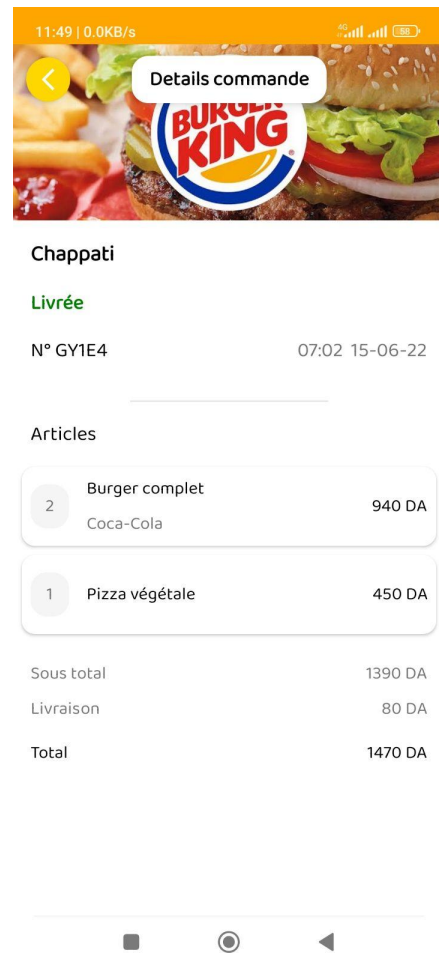 11:49 | 0.0KB/s 4G 58
Details commande
BURGER
KING
Chappati
Livrée
N° GY1E4 07:02 15-06-22
Articles
2 Burger complet 940 DA
Coca-Cola
1 Pizza végétale 450 DA
Sous total 1390 DA
Livraison 80 DA
Total 1470 DA